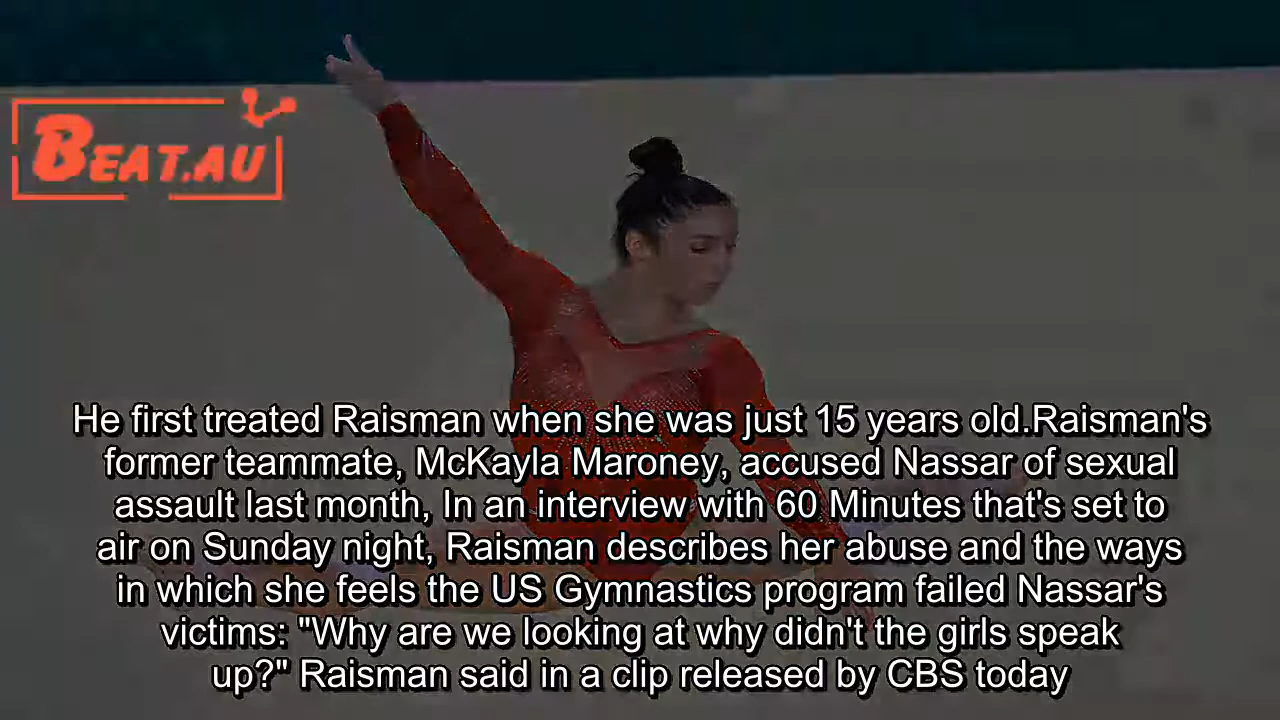 BEAT.AU
He first treated Raisman when she was just 15 years old.Raisman's
former teammate, McKayla Maroney, accused Nassar of sexual
assault last month, In an interview with 60 Minutes that's set to
air on Sunday night, Raisman describes her abuse and the ways
in which she feels the US Gymnastics program failed Nassar's
victims: "Why are we looking at why didn't the girls speak
up?" Raisman said in a clip released by CBS today